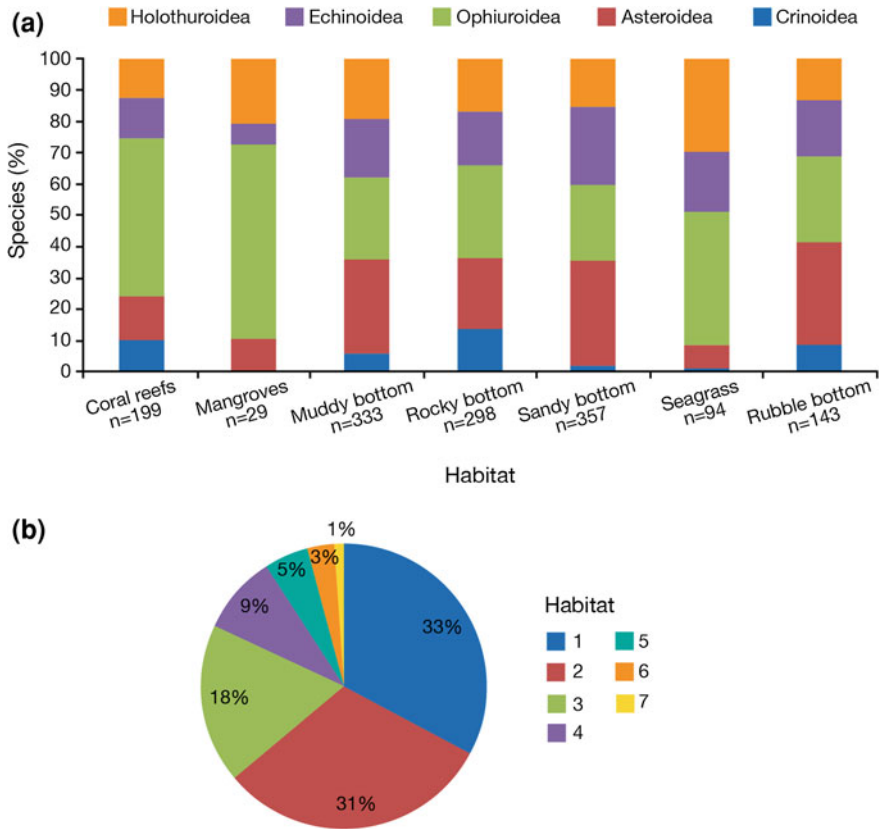 (a)
Holothuroidea Echinoidea Ophiuroidea Asteroidea Crinoidea
100
90
80
70
60
50
40
30
20
10
0
Species (%)
Coral reefs
n=199
Mangroves
n=29
Muddy bottom
n=333
Rocky bottom
n=298
Sandy bottom
n=357
Seagrass
n=94
Rubble bottom
n=143
Habitat
(b)
1%
3%
5%
9%
18%
31%
33%
Habitat
1 5
2 6
3 7
4